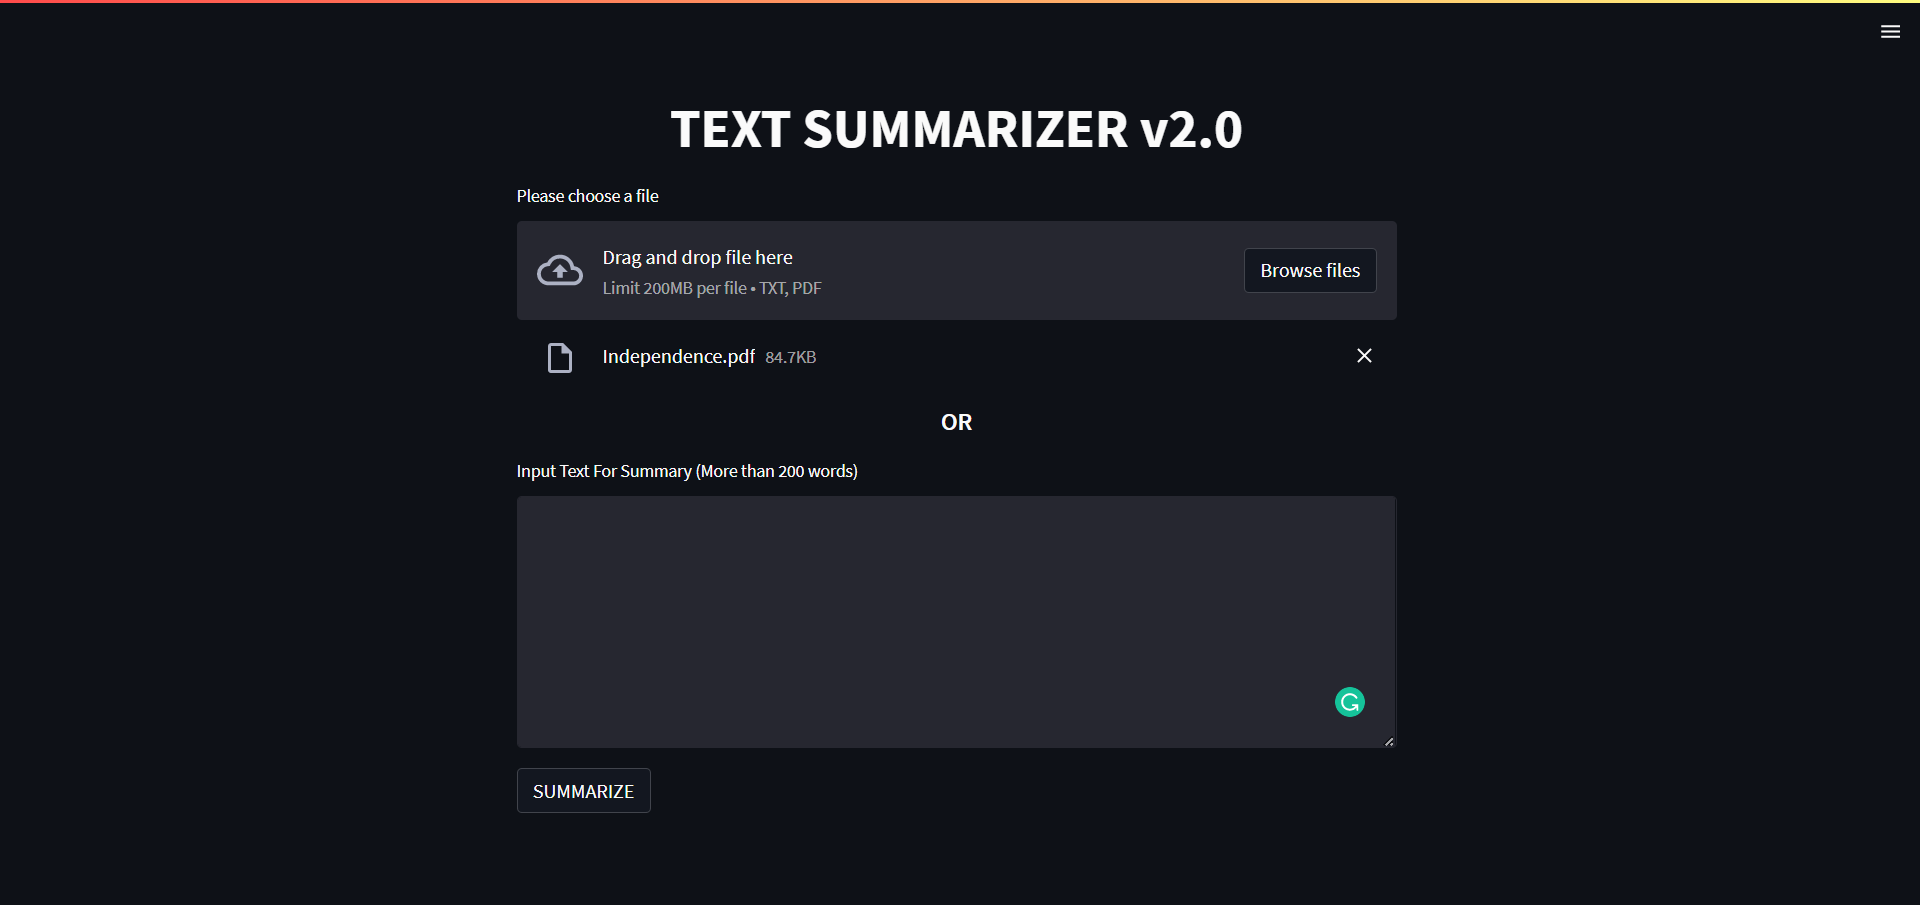 TEXT SUMMARIZER v2.0
Please choose a file
Drag and drop file here
Limit 200MB per file • TXT, PDF
Browse files
Independence.pdf 84.7KB
OR
Input Text For Summary (More than 200 words)
SUMMARIZE